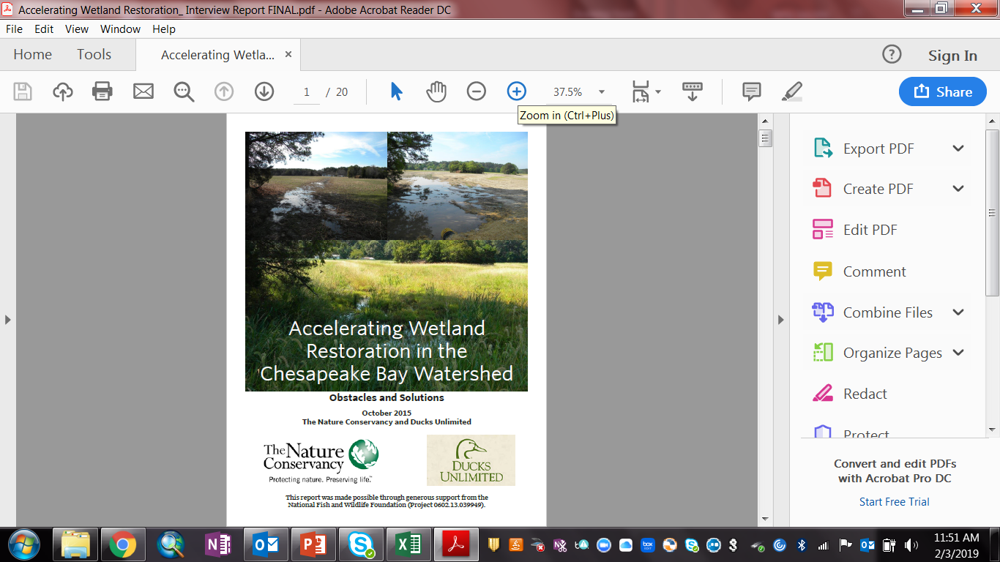 Accelerating Wetland Restoration_ Interview Report FINAL.pdf - Adobe Acrobat Reader DC
File Edit View Window Help
Home Tools Accelerating Wetla... × ? Sign In
1 / 20 37.5% Share
Zoom in (Ctrl+Plus)
Accelerating Wetland
Restoration in the
Chesapeake Bay Watershed
Obstacles and Solutions
October 2015
The Nature Conservancy and Ducks Unlimited
The Nature
Conservancy
Protecting nature. Preserving life.™
DUCKS
UNLIMITED
This report was made possible through generous support from the
National Fish and Wildlife Foundation (Project 0602.13.039949).
Export PDF
Create PDF
Edit PDF
Comment
Combine Files
Organize Pages
Redact
Protect
Convert and edit PDFs
with Acrobat Pro DC
Start Free Trial
11:51 AM
2/3/2019